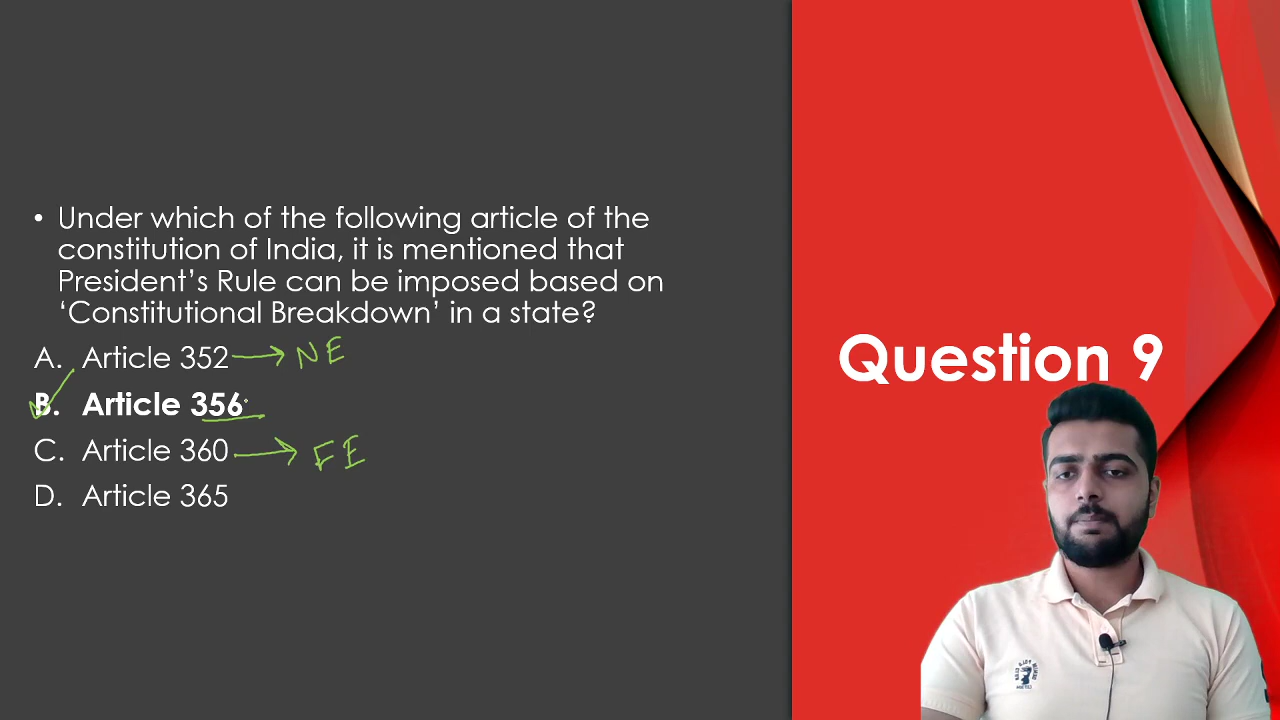 • Under which of the following article of the
constitution of India, it is mentioned that
President's Rule can be imposed based on
‘Constitutional Breakdown’ in a state?
A. Article 352 → NE
B. Article 356
C. Article 360 → FE
D. Article 365
Question 9